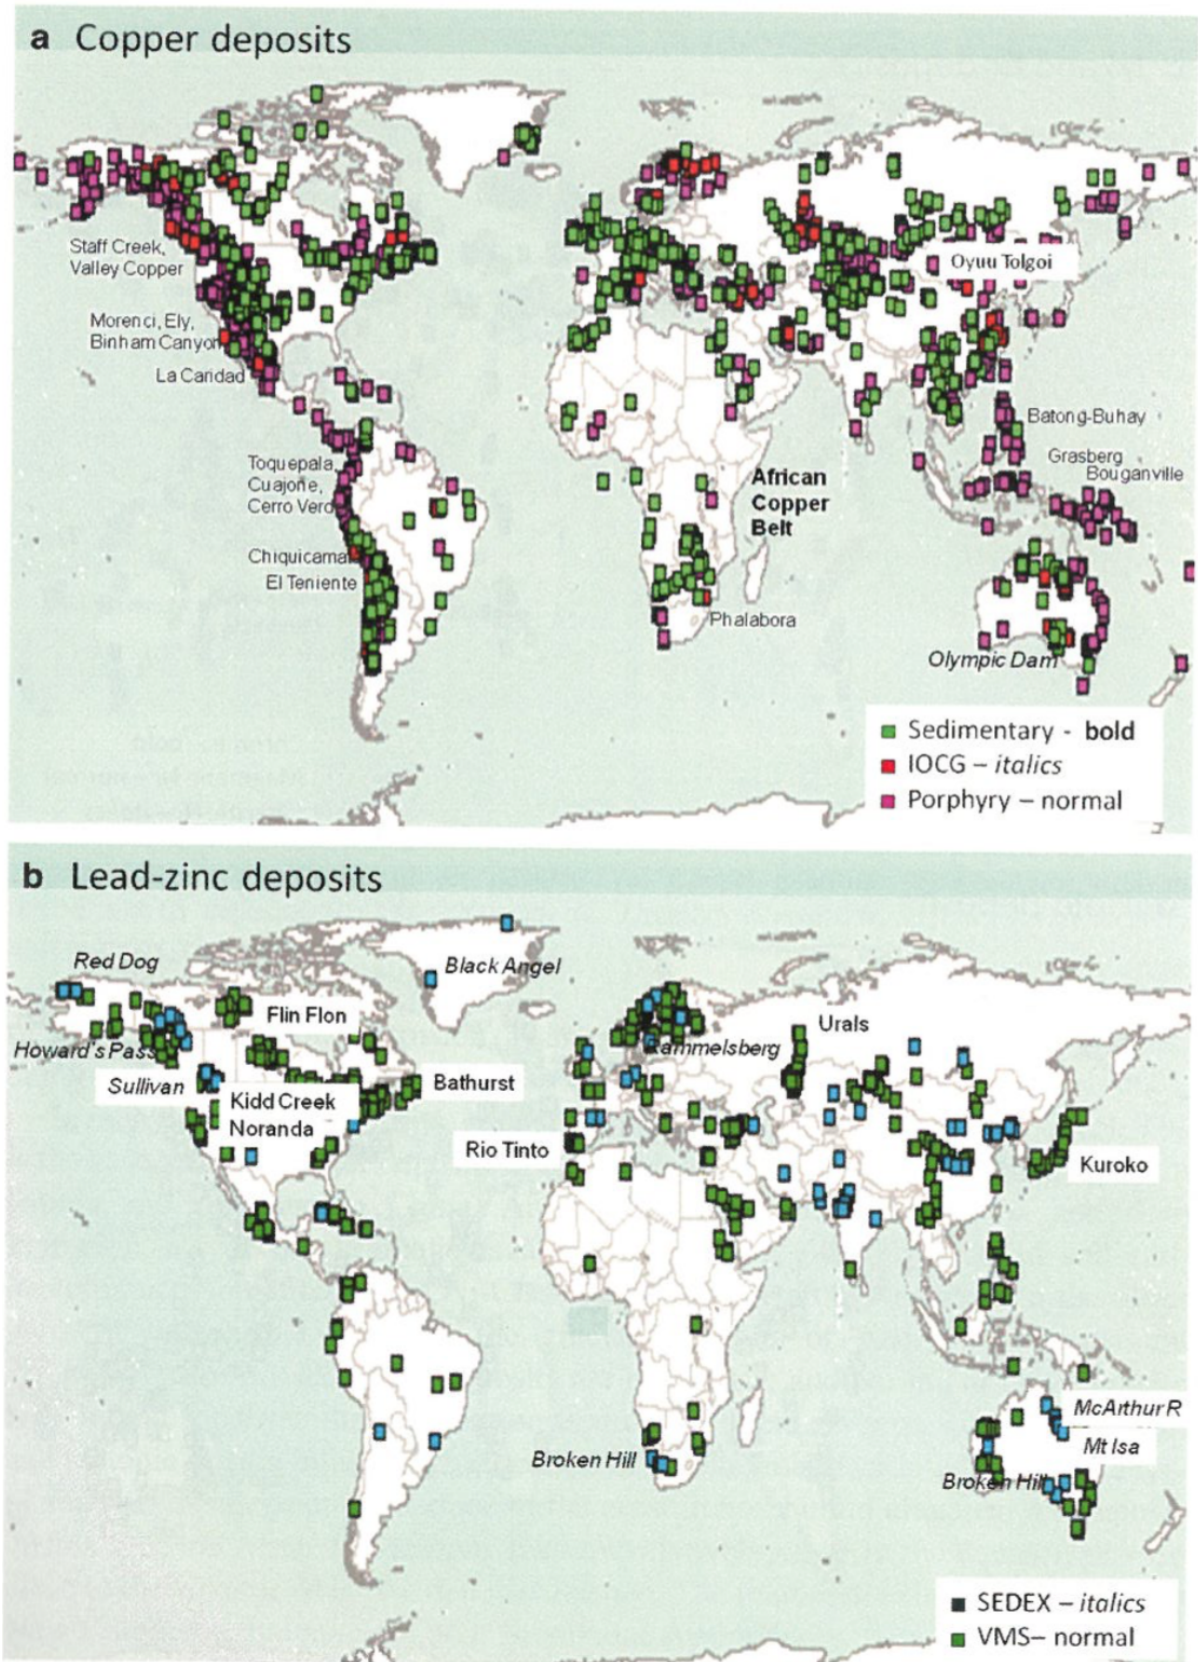 a Copper deposits
Staff Creek,
Valley Copper
Oyuu Tolgoi
Morenci, Ely,
Binham Canyon
La Caridad
Batong-Buhay
Grasberg
Bouganville
Toquepala,
Cuajone,
Cerro Verd
African
Copper
Belt
Chiquicama
El Teniente
Phalabora
Olympic Dam
Sedimentary - bold
IOCG – italics
Porphyry – normal
b Lead-zinc deposits
Red Dog
Black Angel
Flin Flon
Urals
Howard's Pass
Rammelsberg
Sullivan
Bathurst
Kidd Creek
Noranda
Rio Tinto
Kuroko
McArthur R
Mt Isa
Broken Hill
Broken Hill
SEDEX – italics
VMS– normal